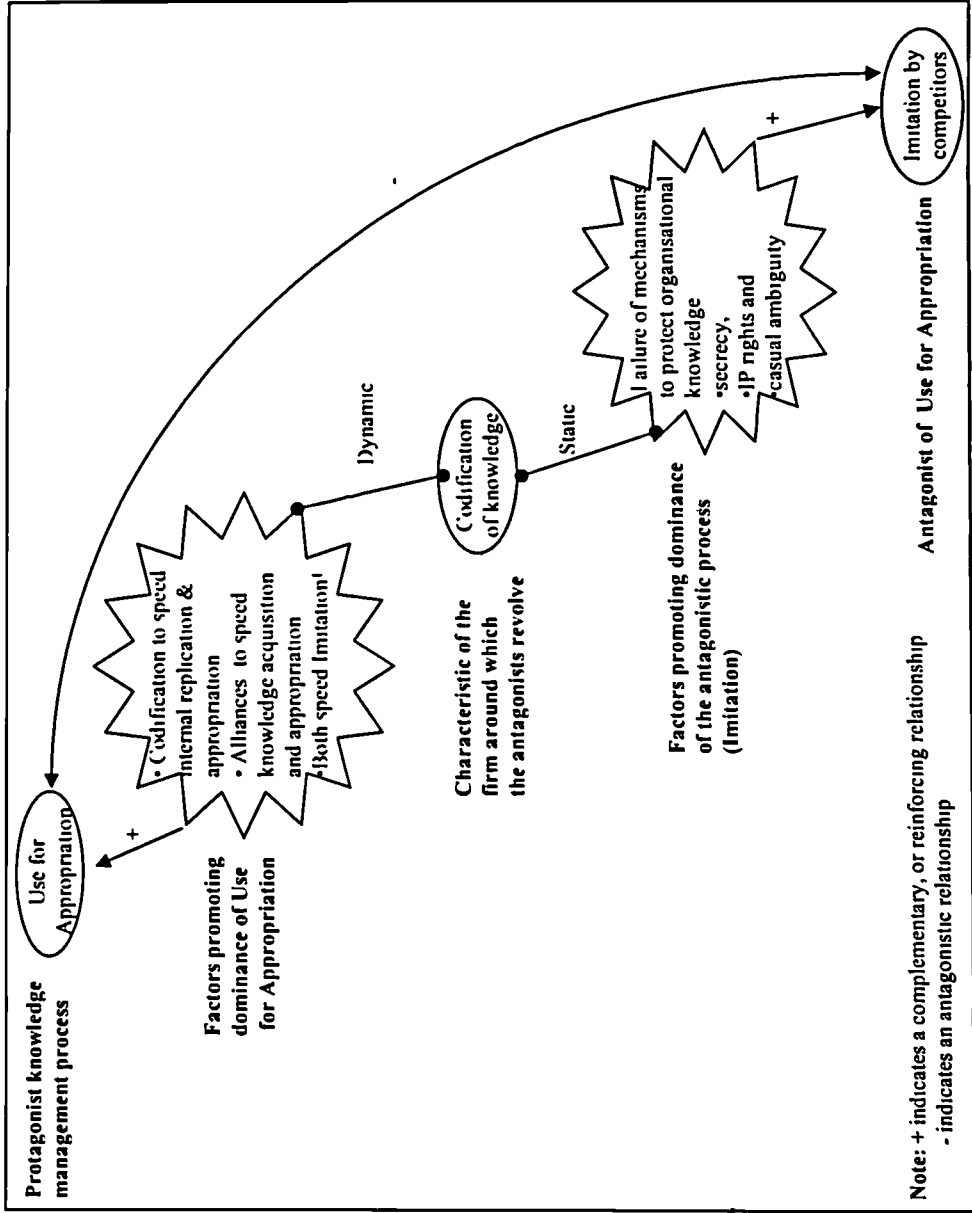 Protagonist knowledge
management process
Use for
Appropriation
+
Factors promoting
dominance of Use
for Appropriation
• Codification to speed
internal replication &
appropriation
• Alliances to speed
knowledge acquisition
and appropriation
•Both speed Imitation!
-
Dynamic
Characteristic of the
firm around which
the antagonists revolve
Codification
of knowledge
Static
Factors promoting dominance
of the antagonistic process
(Imitation)
Failure of mechanisms
to protect organisational
knowledge
•secrecy,
•IP rights and
•casual ambiguity
+
Antagonist of Use for Appropriation
Imitation by
competitors
Note: + indicates a complementary, or reinforcing relationship
- indicates an antagonistic relationship